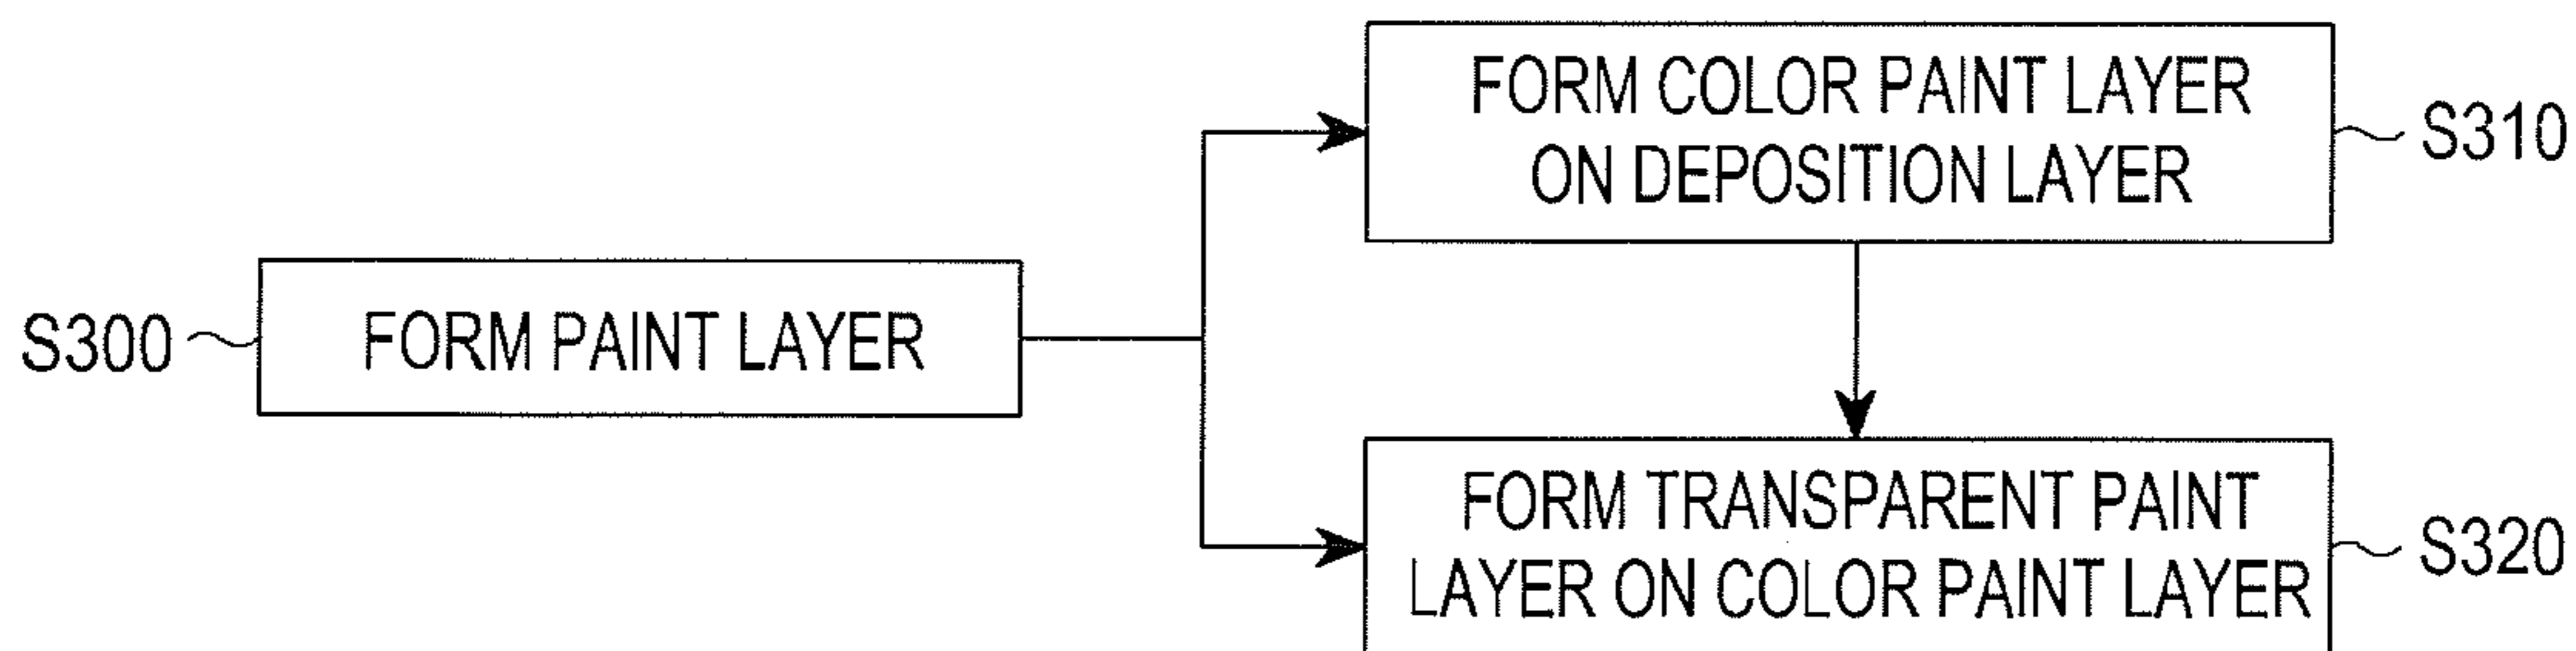 S300
FORM PAINT LAYER
FORM COLOR PAINT LAYER
ON DEPOSITION LAYER
S310
FORM TRANSPARENT PAINT
LAYER ON COLOR PAINT LAYER
S320